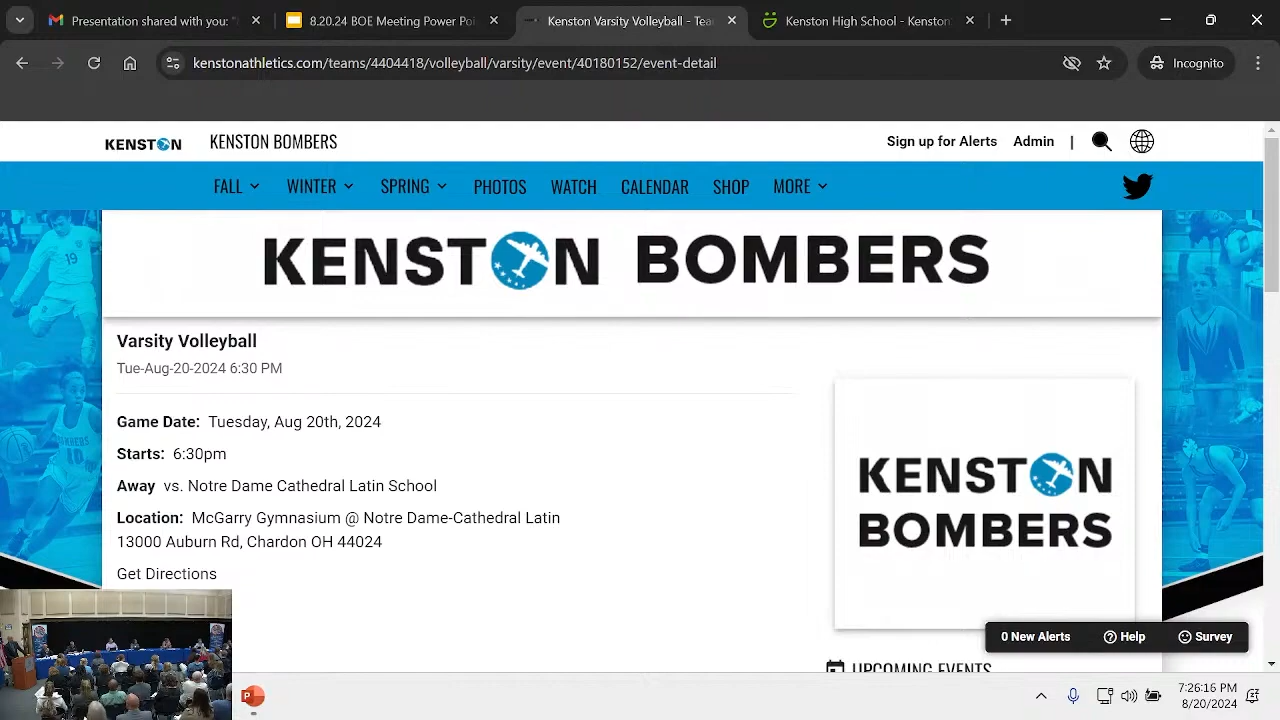 Presentation shared with you: "
8.20.24 BOE Meeting Power Poi
Kenston Varsity Volleyball - Tea
Kenston High School - Kenston
kenstonathletics.com/teams/4404418/volleyball/varsity/event/40180152/event-detail
Incognito
KENSTON
KENSTON BOMBERS
Sign up for Alerts Admin |
FALL WINTER SPRING PHOTOS WATCH CALENDAR SHOP MORE
KENSTON BOMBERS
19
10
Varsity Volleyball
Tue-Aug-20-2024 6:30 PM
Game Date: Tuesday, Aug 20th, 2024
Starts: 6:30pm
Away vs. Notre Dame Cathedral Latin School
Location: McGarry Gymnasium @ Notre Dame-Cathedral Latin
13000 Auburn Rd, Chardon OH 44024
Get Directions
KENSTON
BOMBERS
0 New Alerts Help Survey
UPCOMING EVENTS
P
7:26:16 PM
8/20/2024